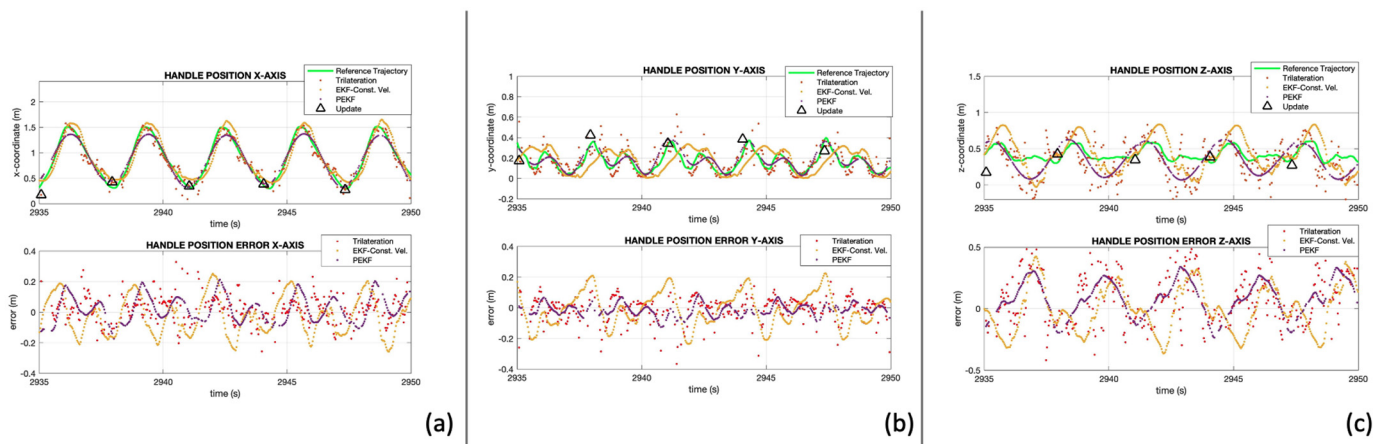 HANDLE POSITION X-AXIS
Reference Trajectory
Trilateration
EKF-Const. Vel.
PEKF
Update
x-coordinate (m)
2
1.5
1
0.5
0
2935
2940
2945
2950
time (s)
HANDLE POSITION ERROR X-AXIS
Trilateration
EKF-Const. Vel.
PEKF
error (m)
0.4
0.2
0
-0.2
-0.4
2935
2940
2945
2950
time (s)
(a)
HANDLE POSITION Y-AXIS
Reference Trajectory
Trilateration
EKF-Const. Vel.
PEKF
Update
y-coordinate (m)
1
0.8
0.6
0.4
0.2
0
-0.2
2935
2940
2945
2950
time (s)
HANDLE POSITION ERROR Y-AXIS
Trilateration
EKF-Const. Vel.
PEKF
error (m)
0.4
0.2
0
-0.2
-0.4
2935
2940
2945
2950
time (s)
(b)
HANDLE POSITION Z-AXIS
Reference Trajectory
Trilateration
EKF-Const. Vel.
PEKF
Update
z-coordinate (m)
1.5
1
0.5
0
2935
2940
2945
2950
time (s)
HANDLE POSITION ERROR Z-AXIS
Trilateration
EKF-Const. Vel.
PEKF
error (m)
0.5
0
-0.5
2935
2940
2945
2950
time (s)
(c)